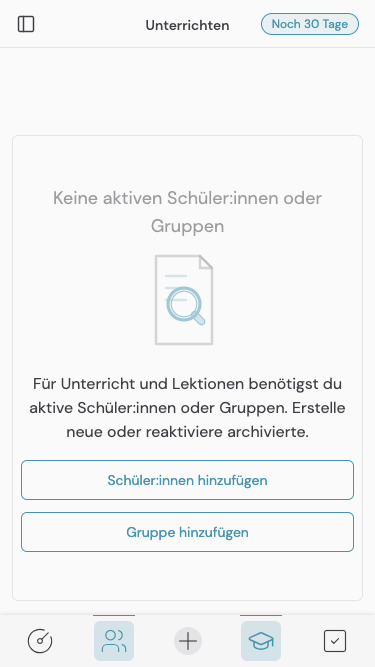 Unterrichten
Noch 30 Tage
Keine aktiven Schüler:innen oder
Gruppen
Für Unterricht und Lektionen benötigst du
aktive Schüler:innen oder Gruppen. Erstelle
neue oder reaktiviere archivierte.
Schüler:innen hinzufügen
Gruppe hinzufügen